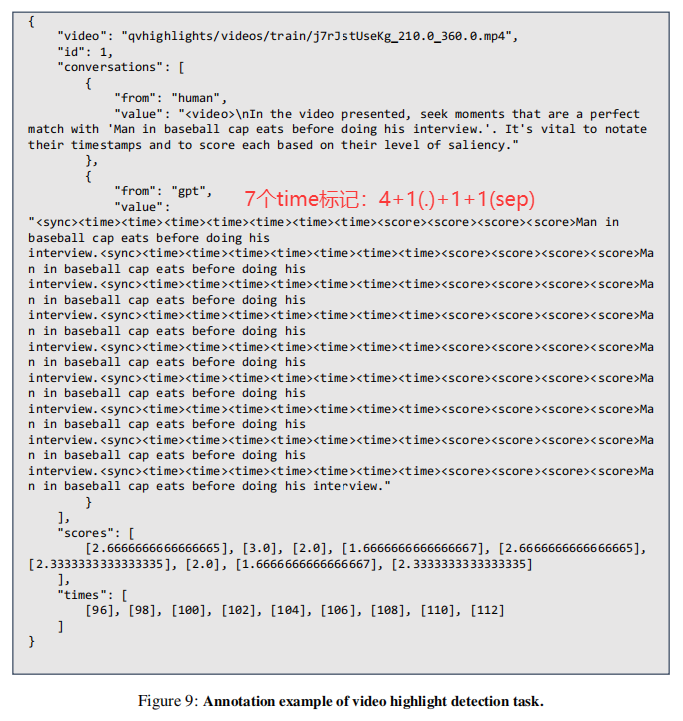 {
"video": "qvhighlights/videos/train/j7rJstUseKg_210.0_360.0.mp4",
"id": 1,
"conversations": [
{
"from": "human",
"value": "<video>\nIn the video presented, seek moments that are a perfect
match with 'Man in baseball cap eats before doing his interview.'. It's vital to notate
their timestamps and to score each based on their level of saliency."
},
{
"from": "gpt",
7个time标记：4+1(.)+1+1(sep)
"value":
"<sync><time><time><time><time><time><time><time><score><score><score><score>Man in
baseball cap eats before doing his
interview.<sync><time><time><time><time><time><time><time><score><score><score><score>Ma
n in baseball cap eats before doing his
interview.<sync><time><time><time><time><time><time><time><score><score><score><score>Ma
n in baseball cap eats before doing his
interview.<sync><time><time><time><time><time><time><time><score><score><score><score>Ma
n in baseball cap eats before doing his
interview.<sync><time><time><time><time><time><time><time><score><score><score><score>Ma
n in baseball cap eats before doing his
interview.<sync><time><time><time><time><time><time><time><score><score><score><score>Ma
n in baseball cap eats before doing his
interview.<sync><time><time><time><time><time><time><time><score><score><score><score>Ma
n in baseball cap eats before doing his
interview.<sync><time><time><time><time><time><time><time><score><score><score><score>Ma
n in baseball cap eats before doing his
interview.<sync><time><time><time><time><time><time><time><score><score><score><score>Ma
n in baseball cap eats before doing his interview."
}
],
"scores": [
[2.6666666666666665], [3.0], [2.0], [1.6666666666666667], [2.6666666666666665],
[2.3333333333333335], [2.0], [1.6666666666666667], [2.3333333333333335]
],
"times": [
[96], [98], [100], [102], [104], [106], [108], [110], [112]
]
}
Figure 9: Annotation example of video highlight detection task.